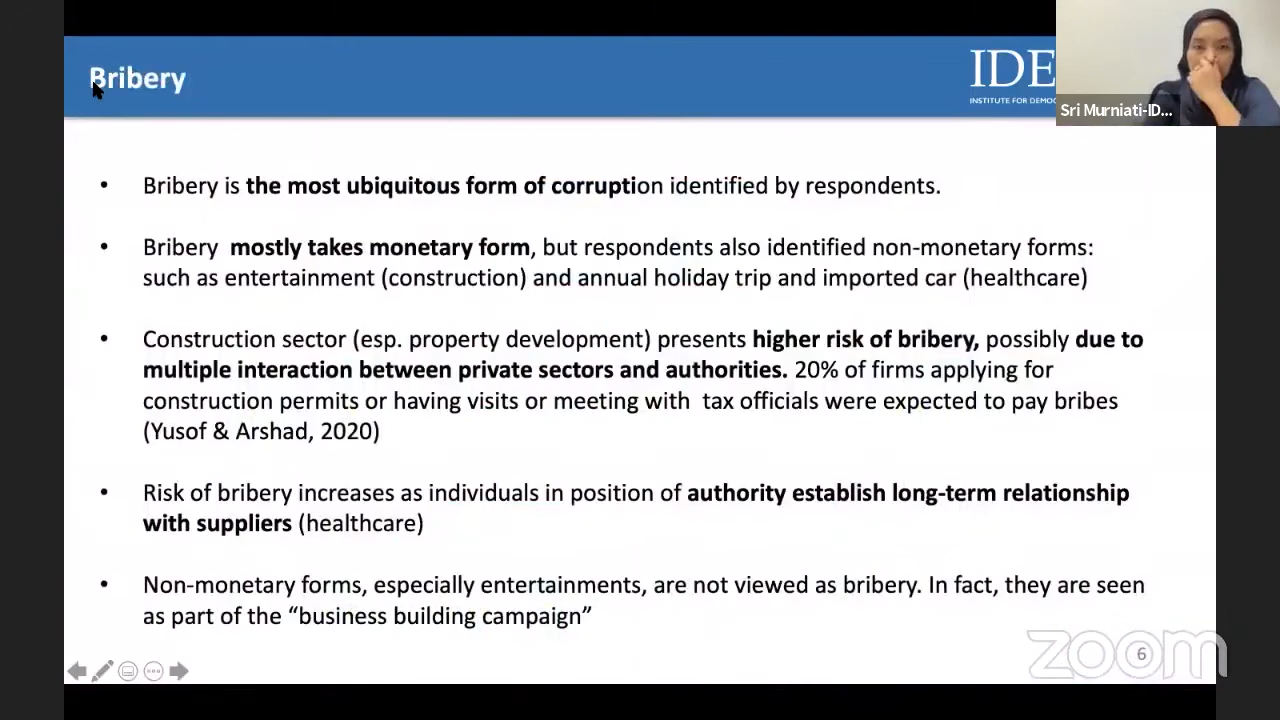 Bribery
IDE
INSTITUTE FOR DEMOC
Sri Murniati-ID...
• Bribery is the most ubiquitous form of corruption identified by respondents.
• Bribery mostly takes monetary form, but respondents also identified non-monetary forms:
such as entertainment (construction) and annual holiday trip and imported car (healthcare)
• Construction sector (esp. property development) presents higher risk of bribery, possibly due to
multiple interaction between private sectors and authorities. 20% of firms applying for
construction permits or having visits or meeting with tax officials were expected to pay bribes
(Yusof & Arshad, 2020)
• Risk of bribery increases as individuals in position of authority establish long-term relationship
with suppliers (healthcare)
• Non-monetary forms, especially entertainments, are not viewed as bribery. In fact, they are seen
as part of the “business building campaign”
zoom
6